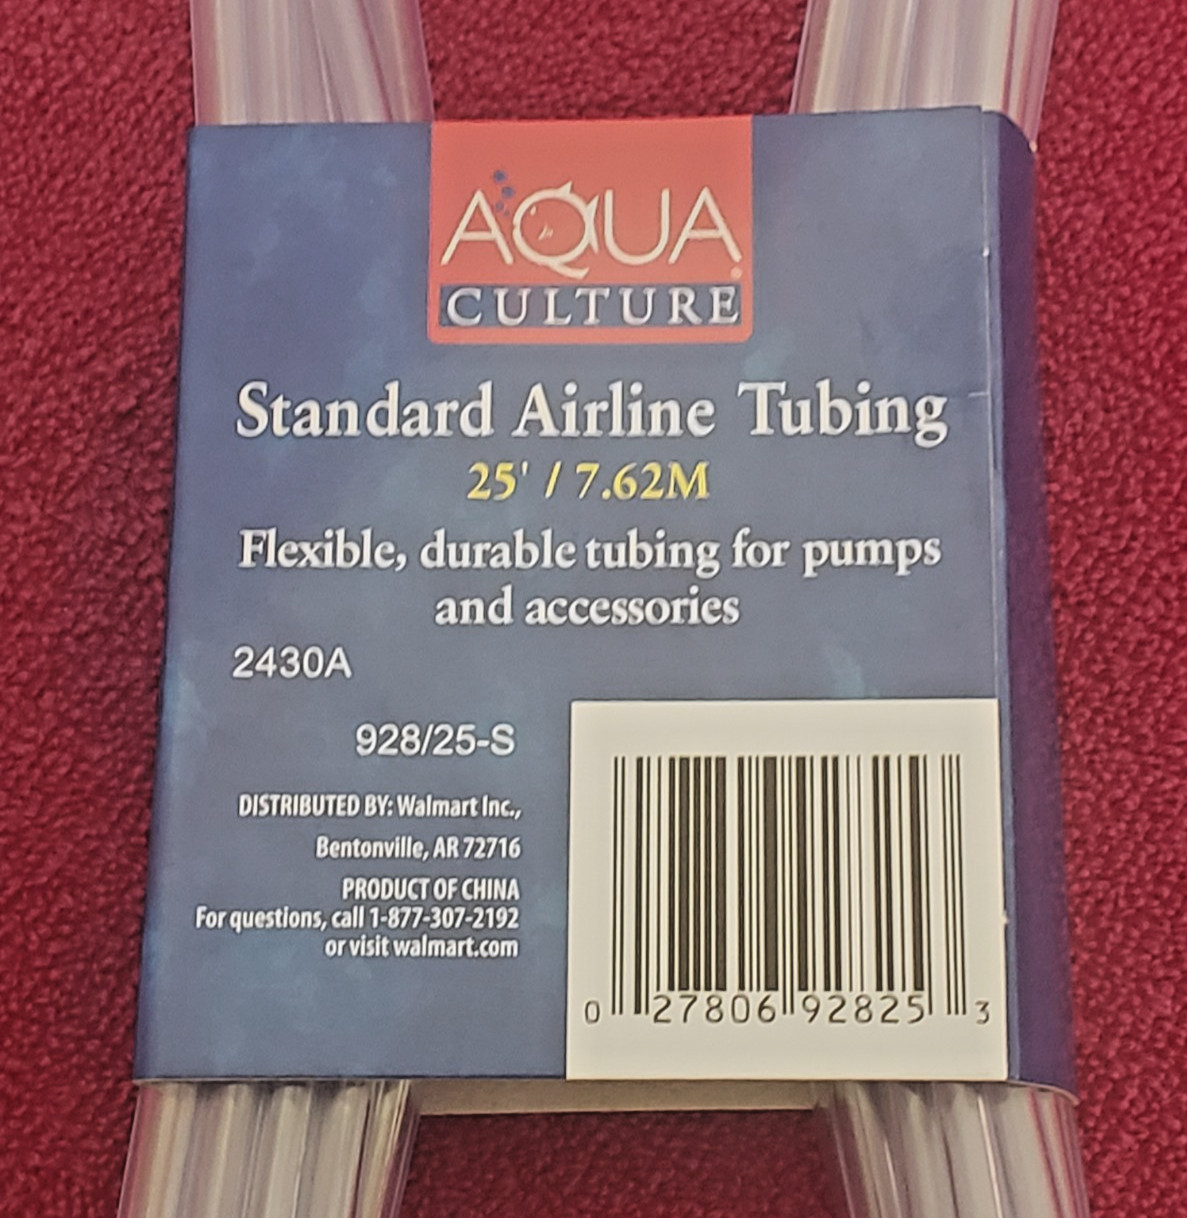 AQUA
CULTURE
Standard Airline Tubing
25' / 7.62M
Flexible, durable tubing for pumps
and accessories
2430A
928/25-S
DISTRIBUTED BY: Walmart Inc.,
Bentonville, AR 72716
PRODUCT OF CHINA
For questions, call 1-877-307-2192
or visit walmart.com
0 27806 92825 3